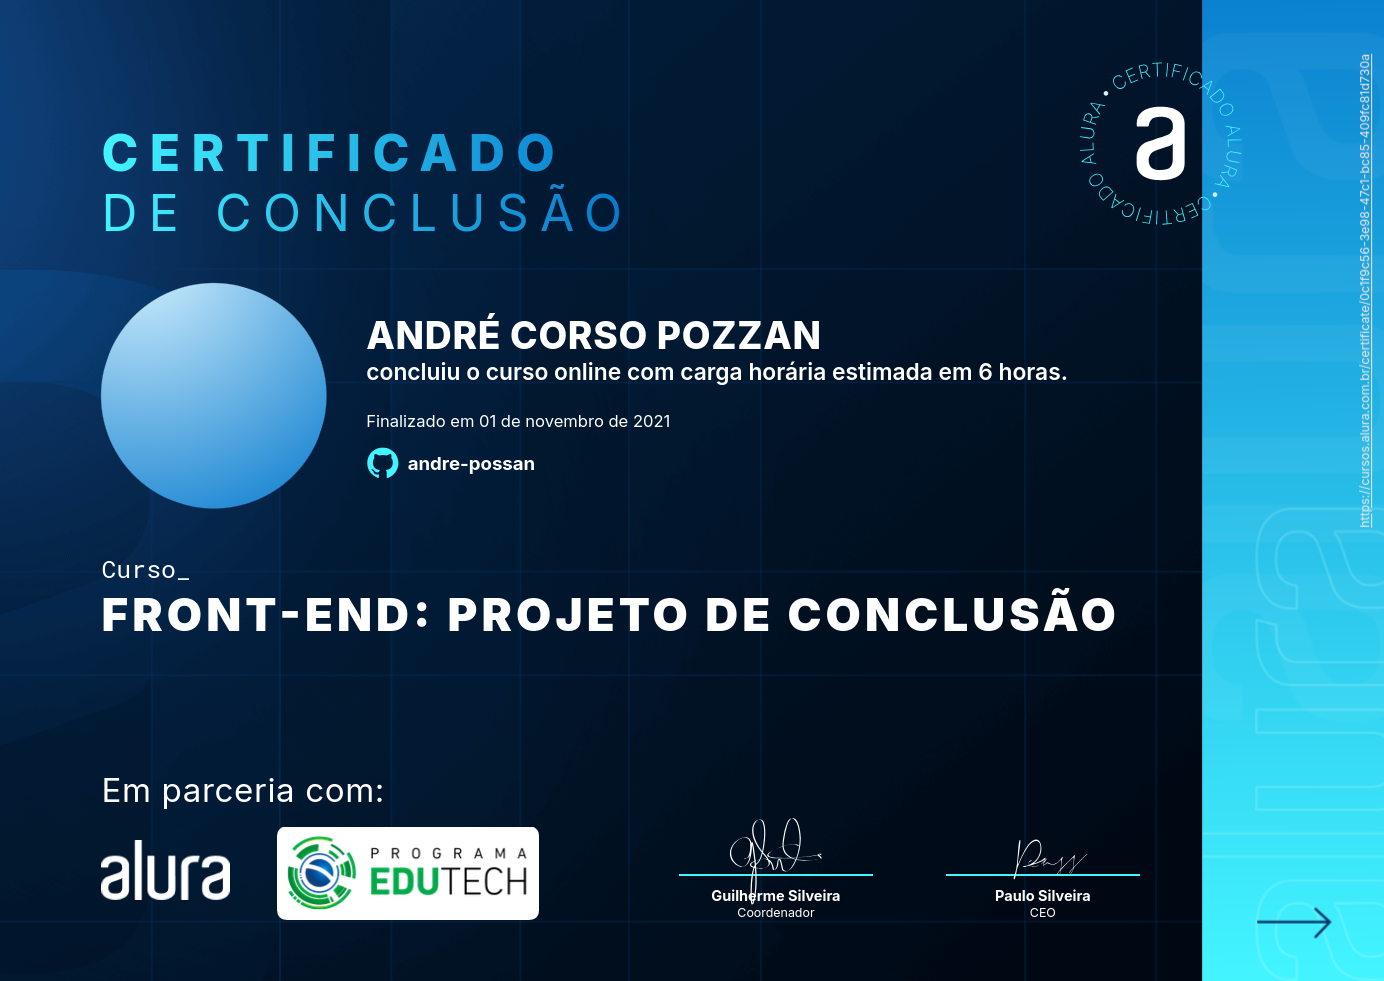 CERTIFICADO
DE CONCLUSÃO
CERTIFICADO ALURA • CERTIFICADO ALURA •
a
ANDRÉ CORSO POZZAN
concluiu o curso online com carga horária estimada em 6 horas.
Finalizado em 01 de novembro de 2021
andre-possan
Curso_
FRONT-END: PROJETO DE CONCLUSÃO
Em parceria com:
alura
PROGRAMA
EDUTECH
Guilherme Silveira
Coordenador
Paulo Silveira
CEO
https://cursos.alura.com.br/certificate/0c1f9c56-3e98-47c1-bc85-409fc81d730a
alura